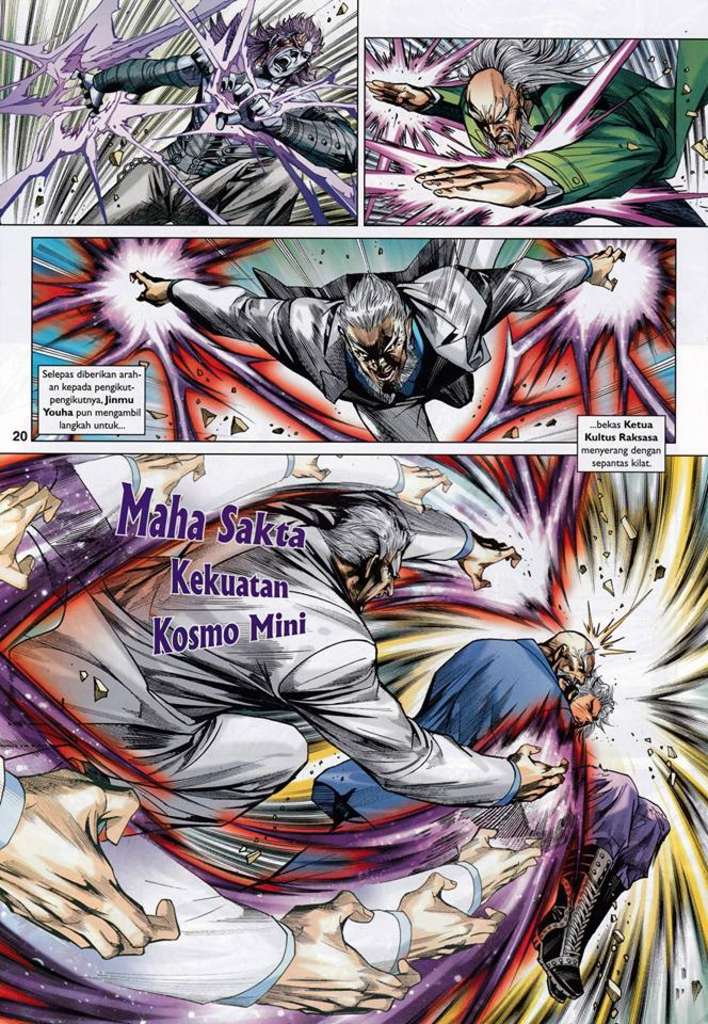 Selepas diberikan arah-
an kepada pengikut-
pengikutnya, Jinmu
Youha pun mengambil
langkah untuk...
...bekas Ketua
Kultus Raksasa
menyerang dengan
sepantas kilat.
20
Maha Sakta
Kekuatan
Kosmo Mini